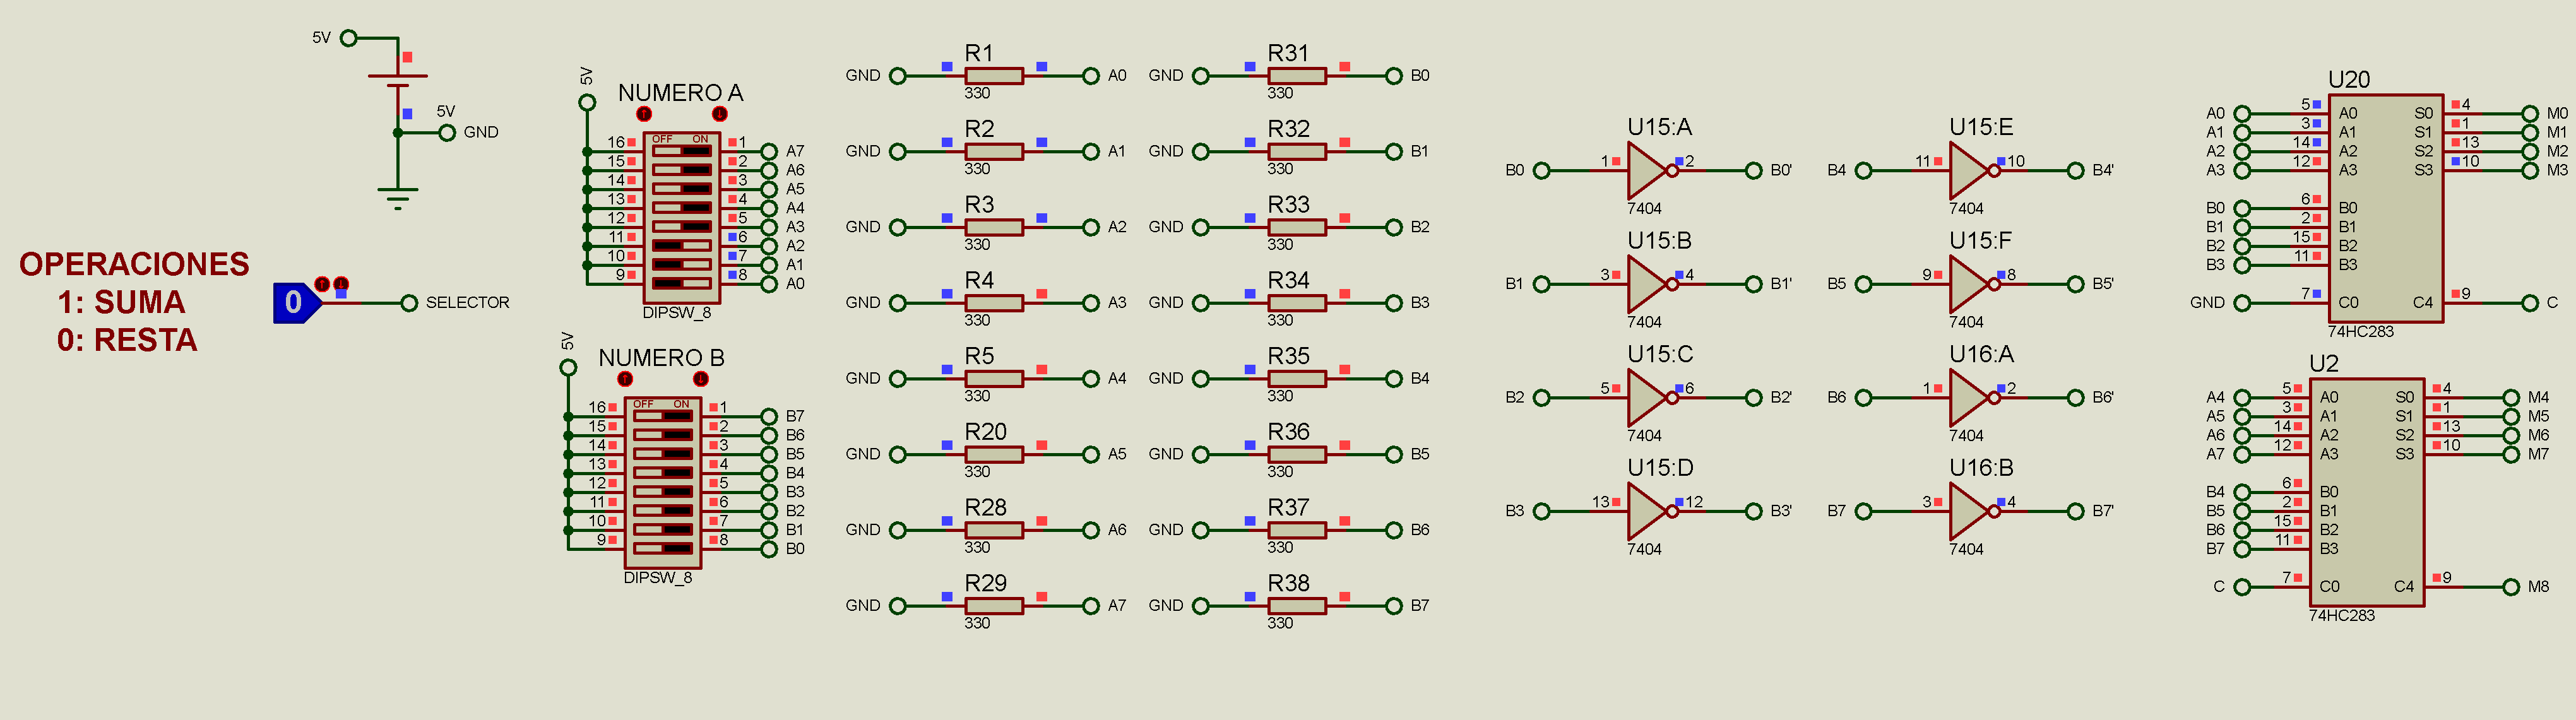 5V
5V
GND
OPERACIONES
1: SUMA
0: RESTA
0
SELECTOR
5V
NUMERO A
OFF ON
16 1 A7
15 2 A6
14 3 A5
13 4 A4
12 5 A3
11 6 A2
10 7 A1
9 8 A0
DIPSW_8
5V
NUMERO B
OFF ON
16 1 B7
15 2 B6
14 3 B5
13 4 B4
12 5 B3
11 6 B2
10 7 B1
9 8 B0
DIPSW_8
R1
GND A0
330
R2
GND A1
330
R3
GND A2
330
R4
GND A3
330
R5
GND A4
330
R20
GND A5
330
R28
GND A6
330
R29
GND A7
330
R31
GND B0
330
R32
GND B1
330
R33
GND B2
330
R34
GND B3
330
R35
GND B4
330
R36
GND B5
330
R37
GND B6
330
R38
GND B7
330
U15:A
B0 1 2 B0'
7404
U15:B
B1 3 4 B1'
7404
U15:C
B2 5 6 B2'
7404
U15:D
B3 13 12 B3'
7404
U15:E
B4 11 10 B4'
7404
U15:F
B5 9 8 B5'
7404
U16:A
B6 1 2 B6'
7404
U16:B
B7 3 4 B7'
7404
U20
A0 5 A0 S0 4 M0
A1 3 A1 S1 1 M1
A2 14 A2 S2 13 M2
A3 12 A3 S3 10 M3
B0 6 B0
B1 2 B1
B2 15 B2
B3 11 B3
GND 7 C0 C4 9 C
74HC283
U2
A4 5 A0 S0 4 M4
A5 3 A1 S1 1 M5
A6 14 A2 S2 13 M6
A7 12 A3 S3 10 M7
B4 6 B0
B5 2 B1
B6 15 B2
B7 11 B3
C 7 C0 C4 9 M8
74HC283